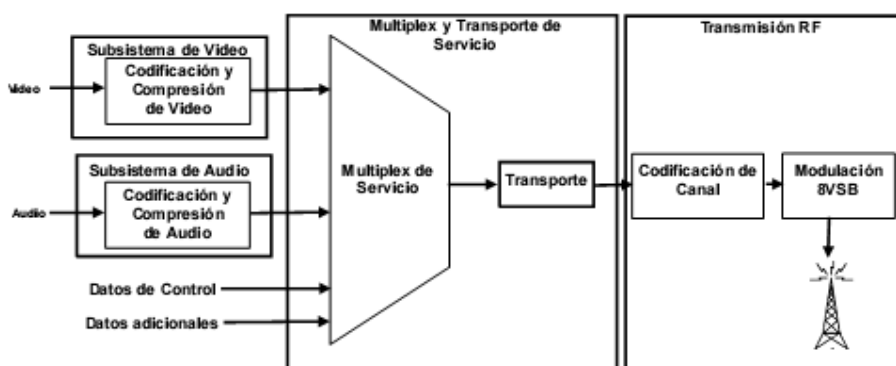 Multiplex y Transporte de
Servicio
Transmisión RF
Subsistema de Video
Codificación y
Compresión
de Video
Video
Subsistema de Audio
Codificación y
Compresión
de Audio
Audio
Datos de Control
Datos adicionales
Multiplex de
Servicio
Transporte
Codificación de
Canal
Modulación
8VSB